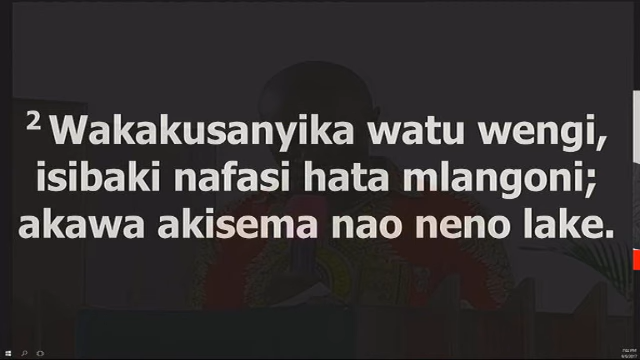 2 Wakakusanyika watu wengi,
isibaki nafasi hata mlangoni;
akawa akisema nao neno lake.